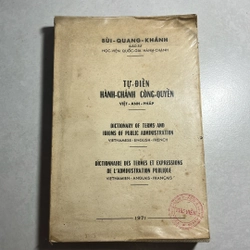 BÙI-QUANG-KHÁNH
GIÁO-SƯ
HỌC-VIỆN QUỐC-GIA HÀNH-CHÁNH
TỰ-ĐIỂN
HÀNH-CHÁNH CÔNG-QUYỀN
VIỆT-ANH-PHÁP
DICTIONARY OF TERMS AND
IDIOMS OF PUBLIC ADMINISTRATION
VIETNAMESE-ENGLISH-FRENCH
DICTIONNAIRE DES TERMES ET EXPRESSIONS
DE L'ADMINISTRATION PUBLIQUE
VIETNAMIEN-ANGLAIS-FRANÇAIS
1971